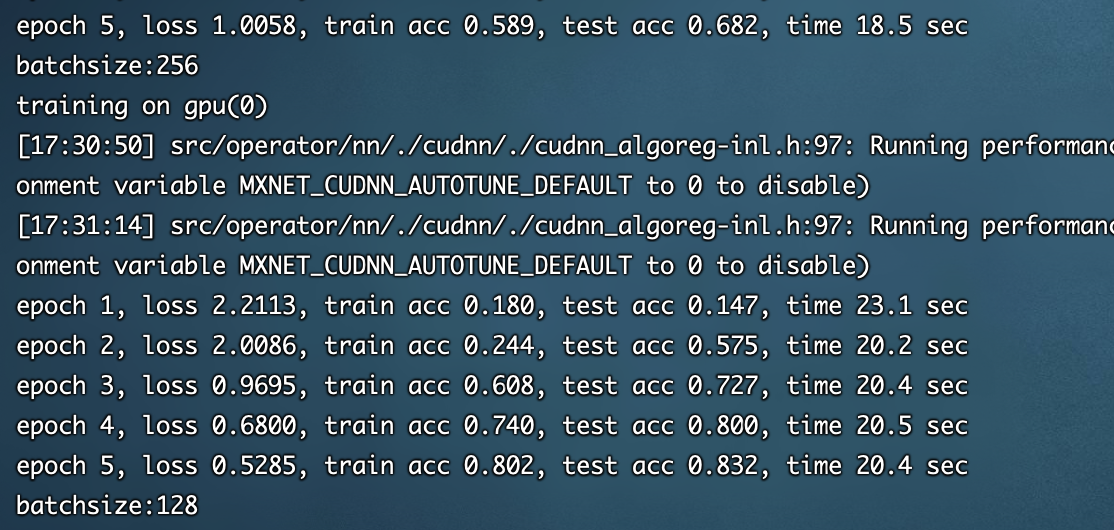 epoch 5, loss 1.0058, train acc 0.589, test acc 0.682, time 18.5 sec
batchsize:256
training on gpu(0)
[17:30:50] src/operator/nn/./cudnn/./cudnn_algoreg-inl.h:97: Running performanc
onment variable MXNET_CUDNN_AUTOTUNE_DEFAULT to 0 to disable)
[17:31:14] src/operator/nn/./cudnn/./cudnn_algoreg-inl.h:97: Running performanc
onment variable MXNET_CUDNN_AUTOTUNE_DEFAULT to 0 to disable)
epoch 1, loss 2.2113, train acc 0.180, test acc 0.147, time 23.1 sec
epoch 2, loss 2.0086, train acc 0.244, test acc 0.575, time 20.2 sec
epoch 3, loss 0.9695, train acc 0.608, test acc 0.727, time 20.4 sec
epoch 4, loss 0.6800, train acc 0.740, test acc 0.800, time 20.5 sec
epoch 5, loss 0.5285, train acc 0.802, test acc 0.832, time 20.4 sec
batchsize:128